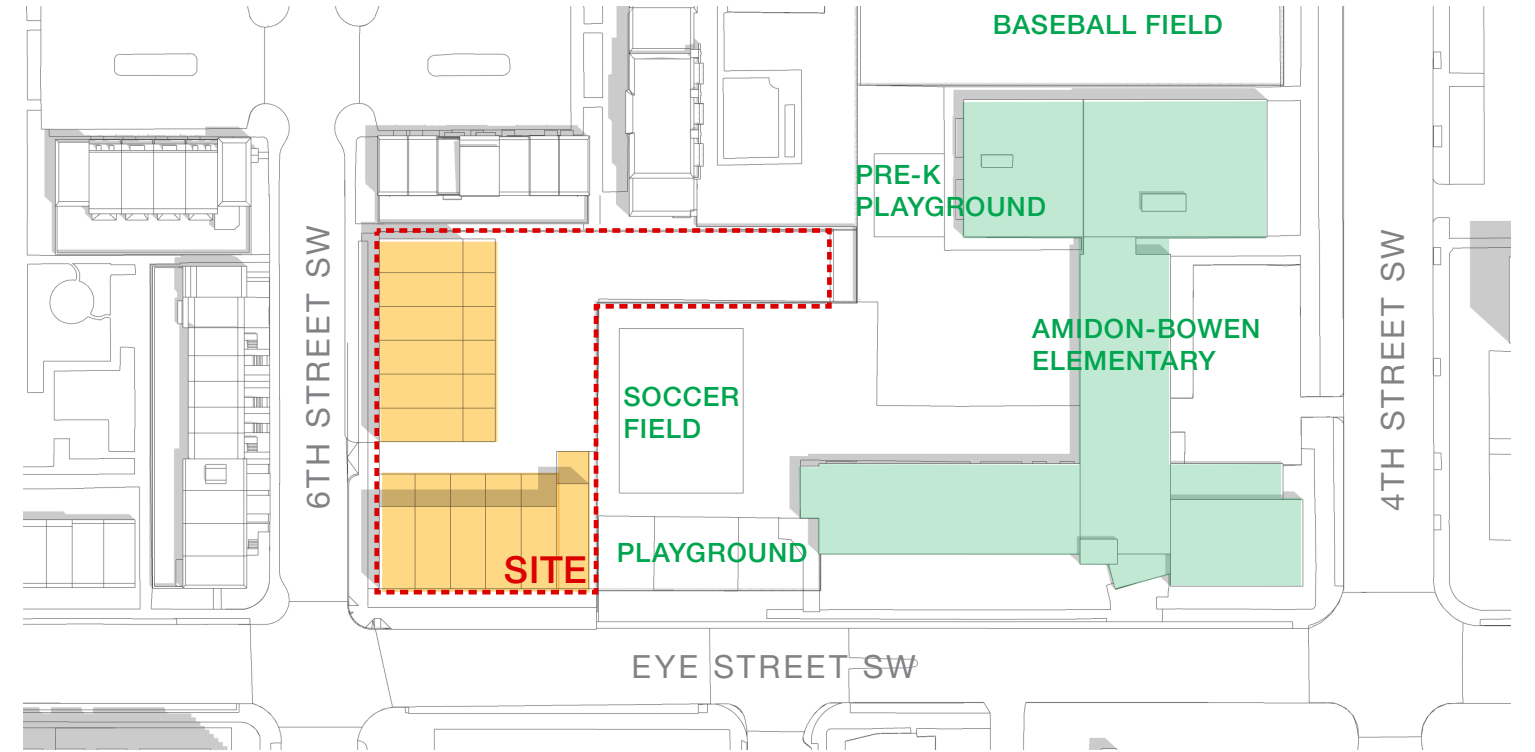 BASEBALL FIELD
PRE-K
PLAYGROUND
6TH STREET SW
4TH STREET SW
AMIDON-BOWEN
ELEMENTARY
SOCCER
FIELD
PLAYGROUND
SITE
EYE STREET SW